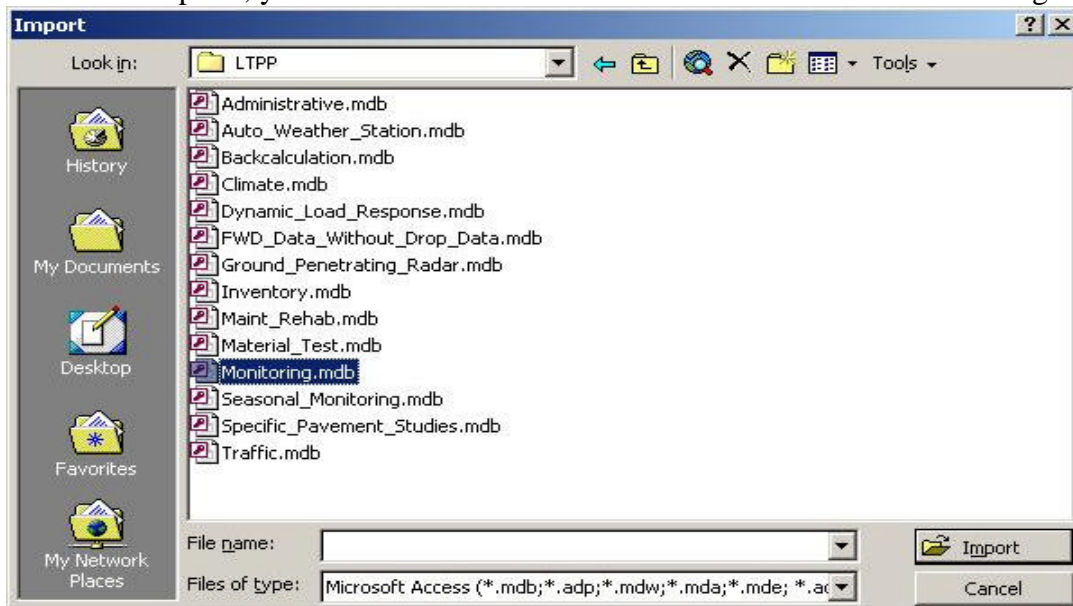 Import
Look in: LTPP Tools
Administrative.mdb
Auto_Weather_Station.mdb
Backcalculation.mdb
Climate.mdb
Dynamic_Load_Response.mdb
FWD_Data_Without_Drop_Data.mdb
Ground_Penetrating_Radar.mdb
Inventory.mdb
Maint_Rehab.mdb
Material_Test.mdb
Monitoring.mdb
Seasonal_Monitoring.mdb
Specific_Pavement_Studies.mdb
Traffic.mdb
History
My Documents
Desktop
Favorites
My Network
Places
File name:
Import
Files of type: Microsoft Access (*.mdb;*.adp;*.mdw;*.mda;*.mde; *.a
Cancel